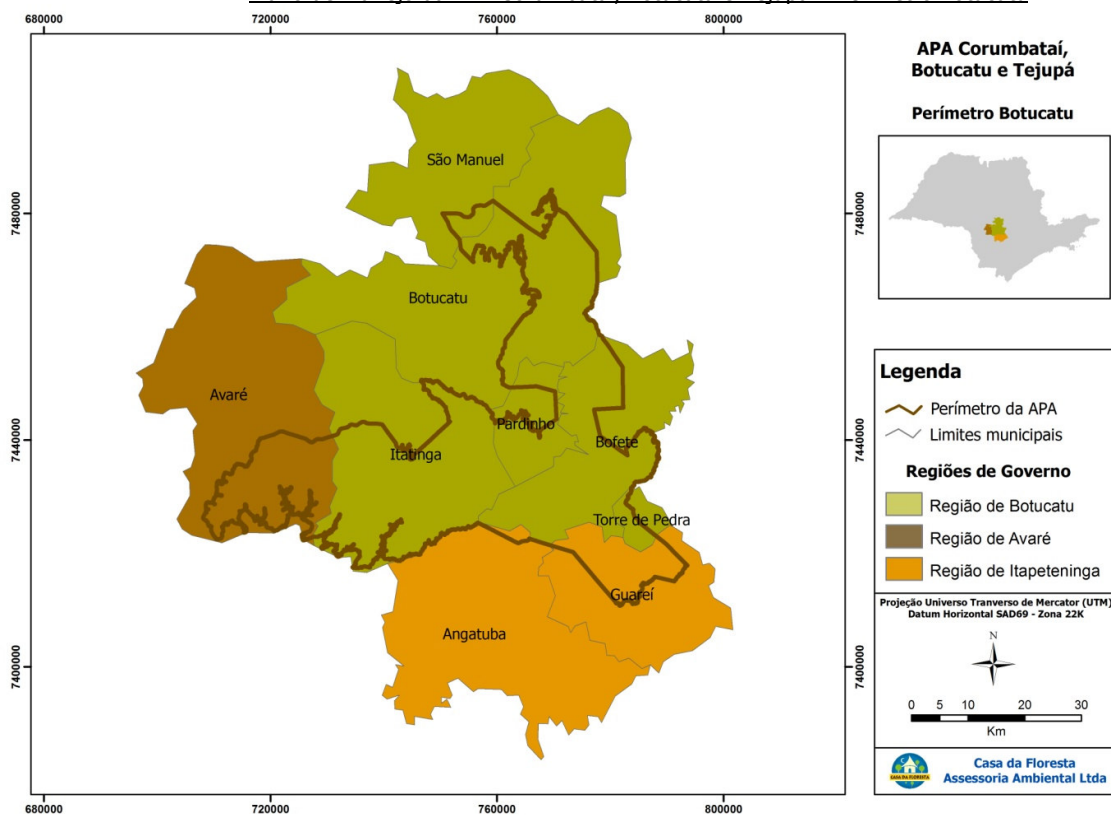 680000
720000
760000
800000
7480000
7440000
7400000
São Manuel
Botucatu
Avaré
Pardinho
Itatinga
Bofete
Torre de Pedra
Guareí
Angatuba
7480000
7440000
7400000
680000
720000
760000
800000
APA Corumbataí,
Botucatu e Tejupá
Perímetro Botucatu
Legenda
Perímetro da APA
Limites municipais
Regiões de Governo
Região de Botucatu
Região de Avaré
Região de Itapeteninga
Projeção Universo Tranverso de Mercator (UTM)
Datum Horizontal SAD69 - Zona 22K
N
0 5 10 20 30
Km
CASA DA FLORESTA
Casa da Floresta
Assessoria Ambiental Ltda